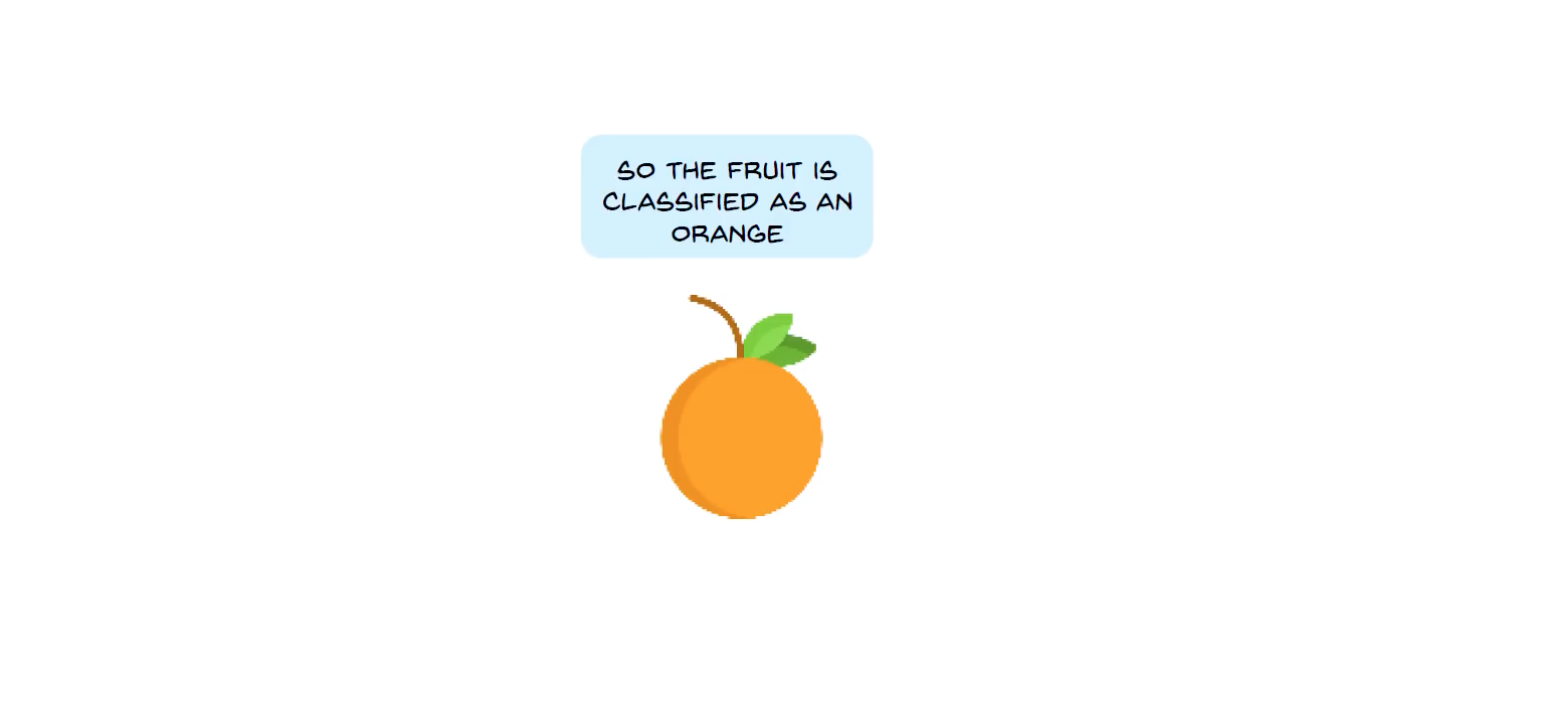 SO THE FRUIT IS
CLASSIFIED AS AN
ORANGE